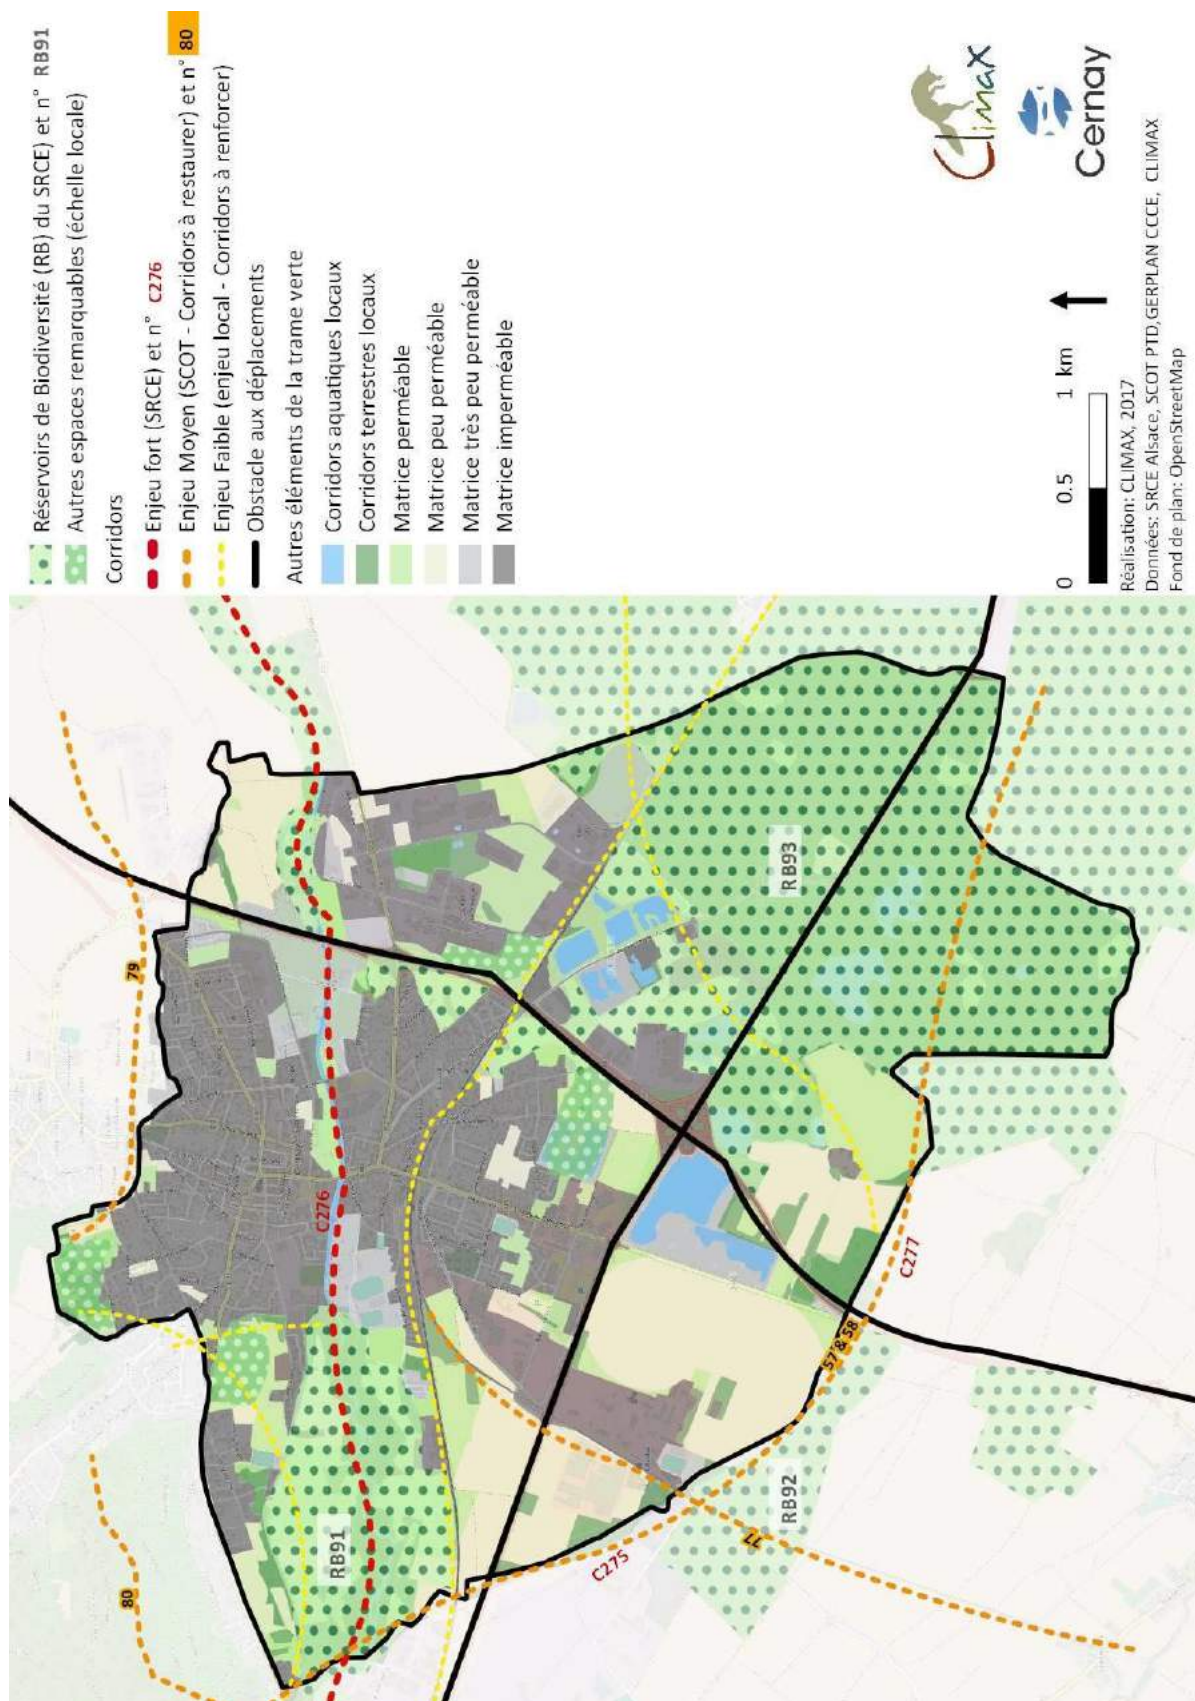 Réservoirs de Biodiversité (RB) du SRCE) et n° RB91
Autres espaces remarquables (échelle locale)
Corridors
Enjeu fort (SRCE) et n° C276
Enjeu Moyen (SCOT - Corridors à restaurer) et n° 80
Enjeu Faible (enjeu local - Corridors à renforcer)
Obstacle aux déplacements
Autres éléments de la trame verte
Corridors aquatiques locaux
Corridors terrestres locaux
Matrice perméable
Matrice peu perméable
Matrice très peu perméable
Matrice imperméable
0 0.5 1 km
Réalisation: CLIMAX, 2017
Données: SRCE Alsace, SCOT PTD,GERPLAN CCCE, CLIMAX
Fond de plan: OpenStreetMap
Climax
Cernay
80
79
RB91
C276
C275
77
RB92
57 & 58
C277
RB93